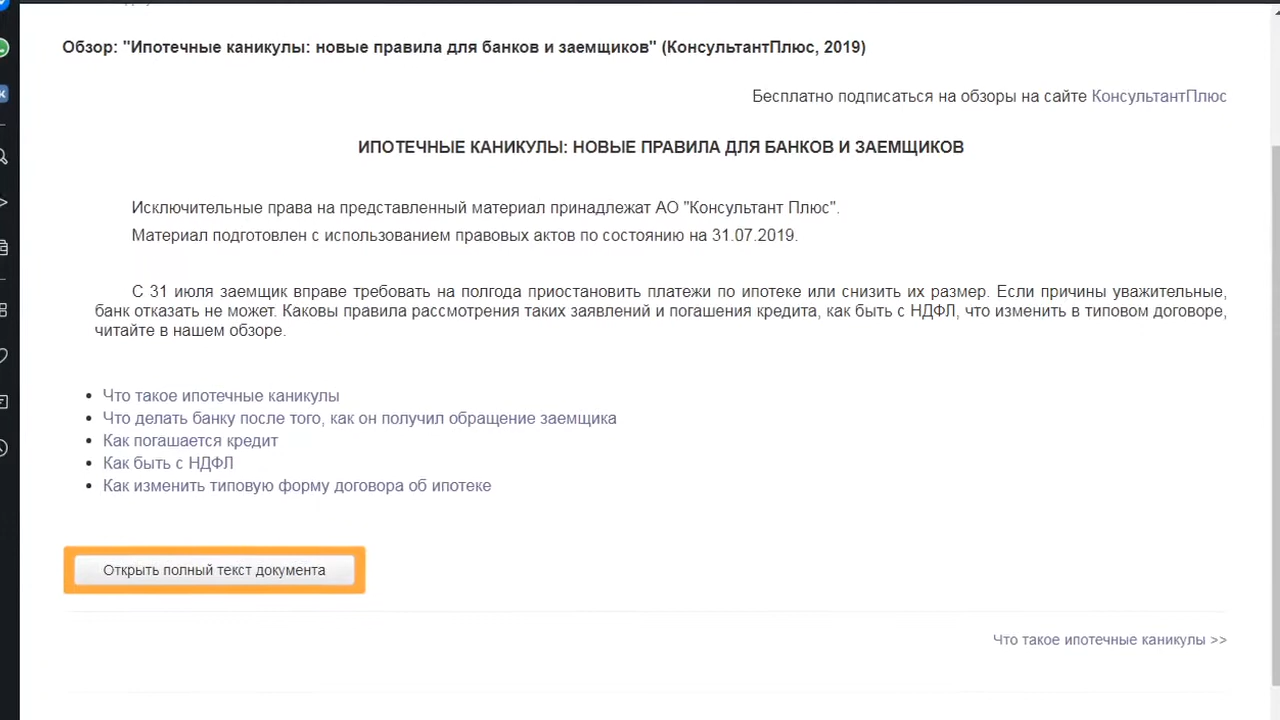 Обзор: "Ипотечные каникулы: новые правила для банков и заемщиков" (КонсультантПлюс, 2019)
Бесплатно подписаться на обзоры на сайте КонсультантПлюс
ИПОТЕЧНЫЕ КАНИКУЛЫ: НОВЫЕ ПРАВИЛА ДЛЯ БАНКОВ И ЗАЕМЩИКОВ
Исключительные права на представленный материал принадлежат АО "Консультант Плюс".
Материал подготовлен с использованием правовых актов по состоянию на 31.07.2019.
С 31 июля заемщик вправе требовать на полгода приостановить платежи по ипотеке или снизить их размер. Если причины уважительные,
банк отказать не может. Каковы правила рассмотрения таких заявлений и погашения кредита, как быть с НДФЛ, что изменить в типовом договоре,
читайте в нашем обзоре.
Что такое ипотечные каникулы
Что делать банку после того, как он получил обращение заемщика
Как погашается кредит
Как быть с НДФЛ
Как изменить типовую форму договора об ипотеке
Открыть полный текст документа
Что такое ипотечные каникулы >>